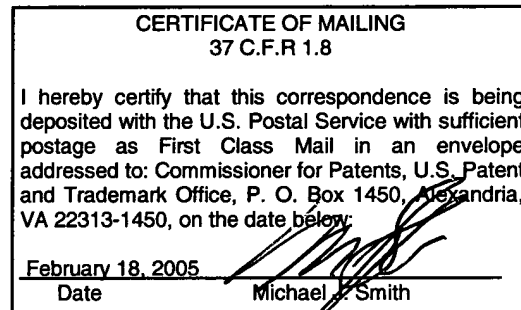 CERTIFICATE OF MAILING
37 C.F.R 1.8
I hereby certify that this correspondence is being
deposited with the U.S. Postal Service with sufficient
postage as First Class Mail in an envelope
addressed to: Commissioner for Patents, U.S. Patent
and Trademark Office, P. O. Box 1450, Alexandria,
VA 22313-1450, on the date below:
February 18, 2005
Date Michael J. Smith